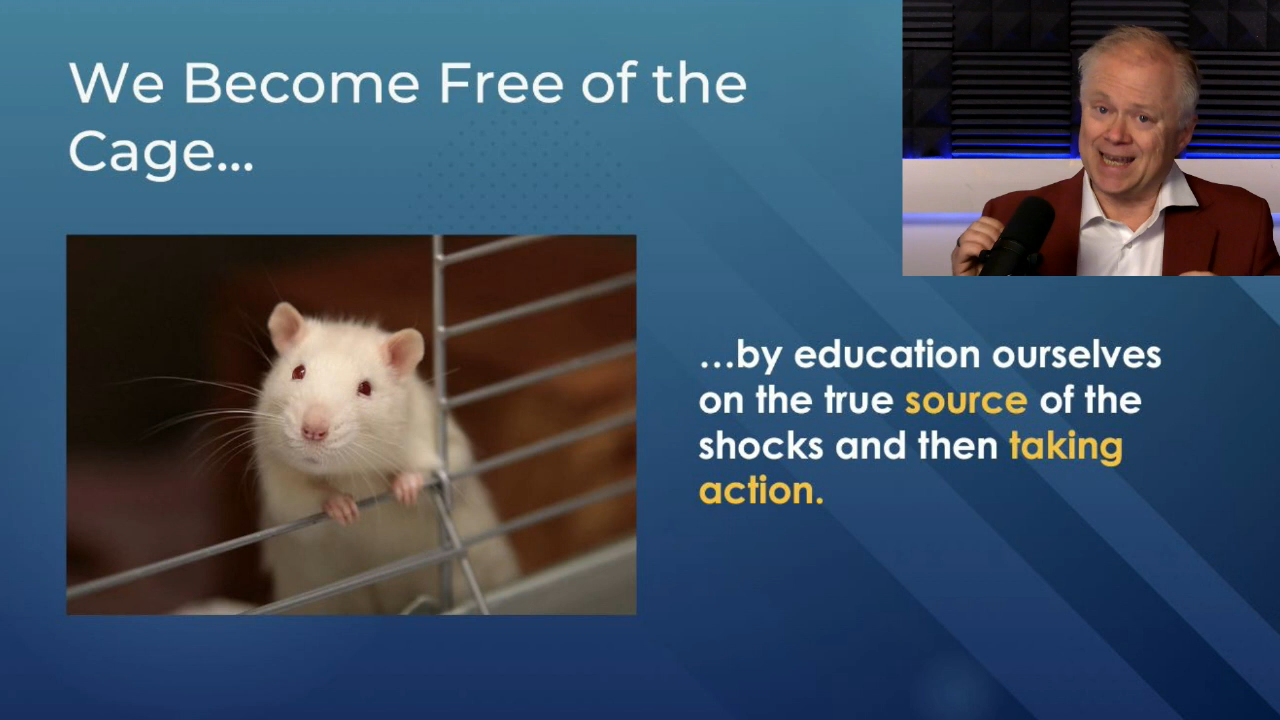 We Become Free of the
Cage...
...by education ourselves
on the true source of the
shocks and then taking
action.